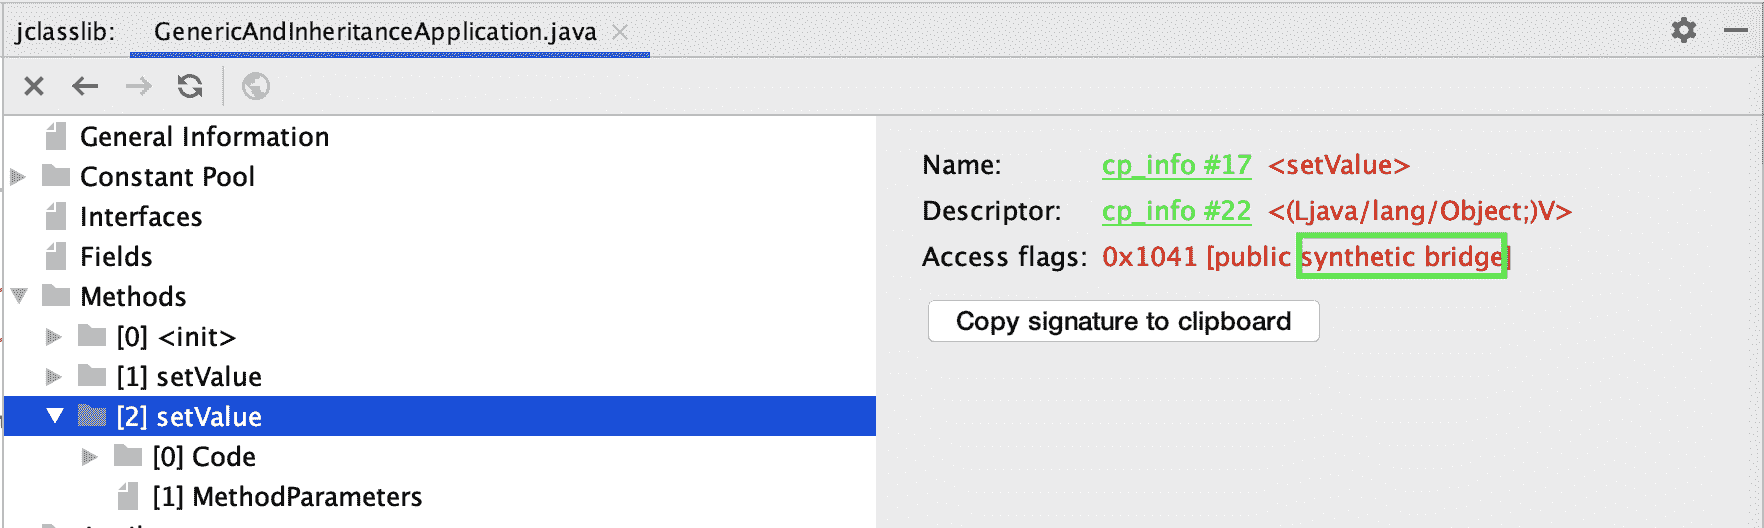 jclasslib: GenericAndInheritanceApplication.java
General Information
Constant Pool
Interfaces
Fields
Methods
[0] <init>
[1] setValue
[2] setValue
[0] Code
[1] MethodParameters
Name: cp_info #17 <setValue>
Descriptor: cp_info #22 <(Ljava/lang/Object;)V>
Access flags: 0x1041 [public synthetic bridge]
Copy signature to clipboard